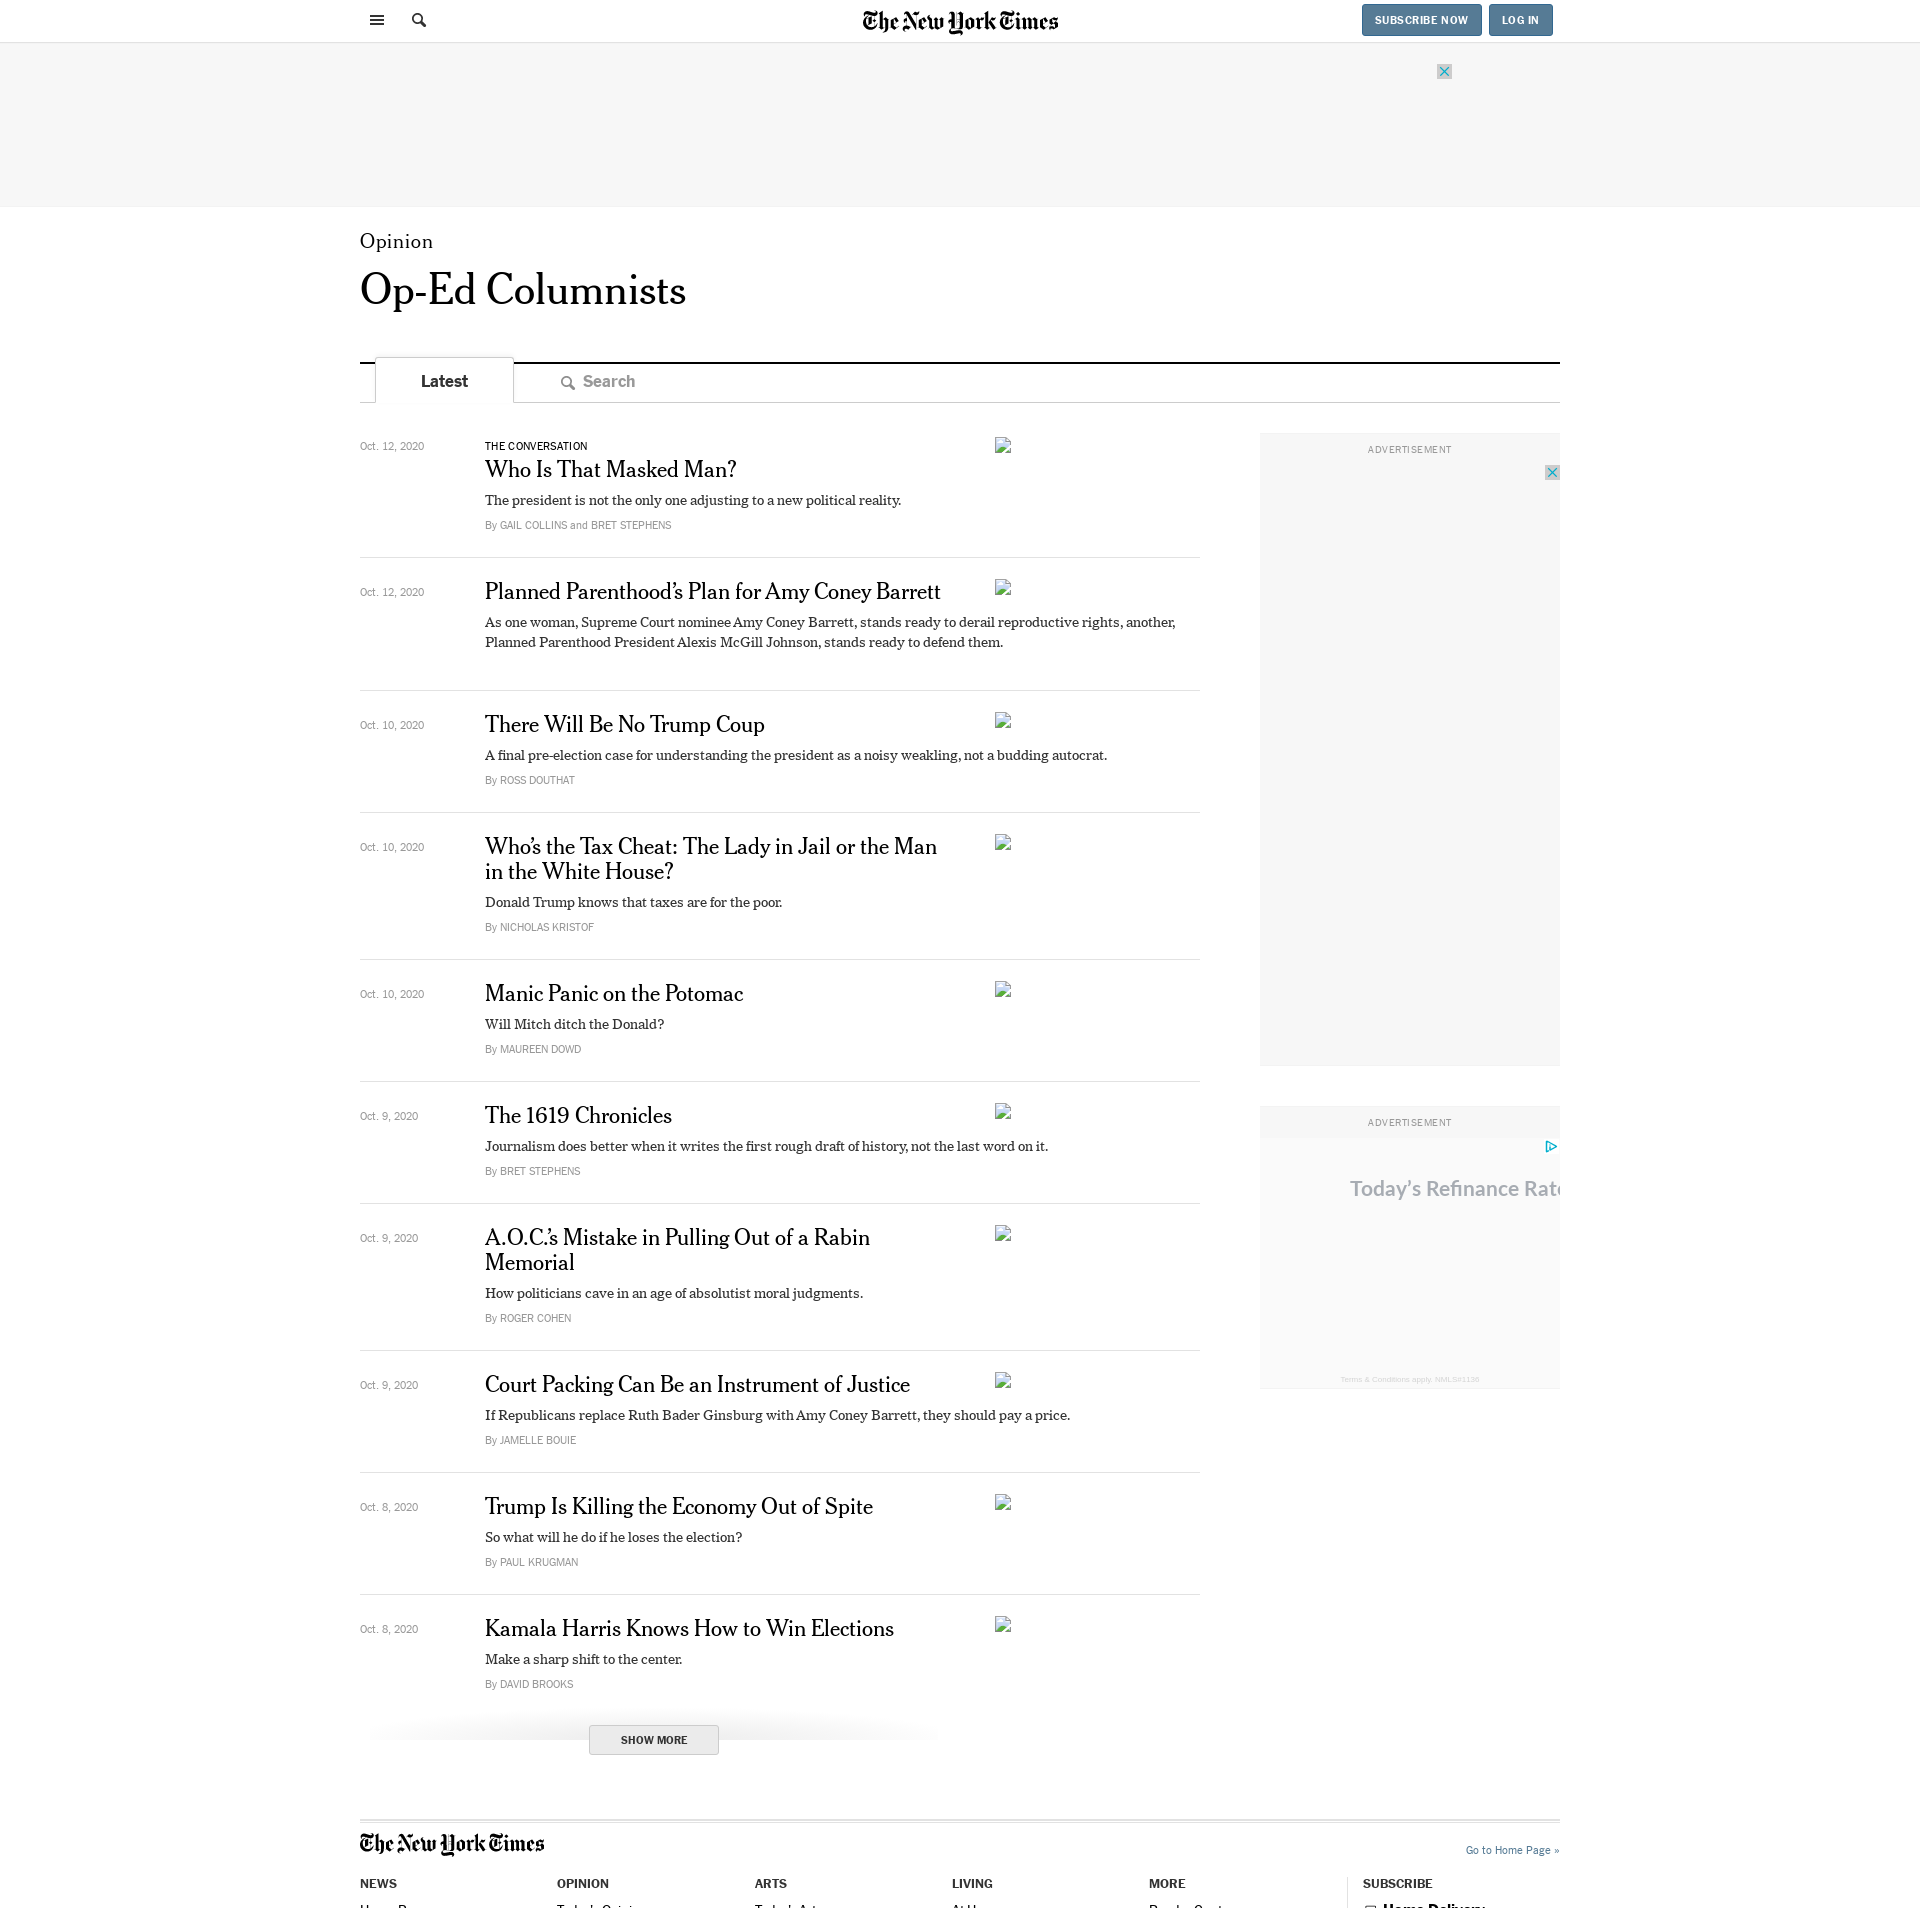 The New York Times
SUBSCRIBE NOW
LOG IN
Opinion
Op-Ed Columnists
Latest
Search
Oct. 12, 2020
THE CONVERSATION
Who Is That Masked Man?
The president is not the only one adjusting to a new political reality.
By GAIL COLLINS and BRET STEPHENS
Oct. 12, 2020
Planned Parenthood’s Plan for Amy Coney Barrett
As one woman, Supreme Court nominee Amy Coney Barrett, stands ready to derail reproductive rights, another,
Planned Parenthood President Alexis McGill Johnson, stands ready to defend them.
Oct. 10, 2020
There Will Be No Trump Coup
A final pre-election case for understanding the president as a noisy weakling, not a budding autocrat.
By ROSS DOUTHAT
Oct. 10, 2020
Who’s the Tax Cheat: The Lady in Jail or the Man
in the White House?
Donald Trump knows that taxes are for the poor.
By NICHOLAS KRISTOF
Oct. 10, 2020
Manic Panic on the Potomac
Will Mitch ditch the Donald?
By MAUREEN DOWD
Oct. 9, 2020
The 1619 Chronicles
Journalism does better when it writes the first rough draft of history, not the last word on it.
By BRET STEPHENS
Oct. 9, 2020
A.O.C.’s Mistake in Pulling Out of a Rabin
Memorial
How politicians cave in an age of absolutist moral judgments.
By ROGER COHEN
Oct. 9, 2020
Court Packing Can Be an Instrument of Justice
If Republicans replace Ruth Bader Ginsburg with Amy Coney Barrett, they should pay a price.
By JAMELLE BOUIE
Oct. 8, 2020
Trump Is Killing the Economy Out of Spite
So what will he do if he loses the election?
By PAUL KRUGMAN
Oct. 8, 2020
Kamala Harris Knows How to Win Elections
Make a sharp shift to the center.
By DAVID BROOKS
SHOW MORE
ADVERTISEMENT
ADVERTISEMENT
Today’s Refinance
Terms & Conditions apply. NMLS#1136
The New York Times
Go to Home Page »
NEWS
OPINION
ARTS
LIVING
MORE
SUBSCRIBE